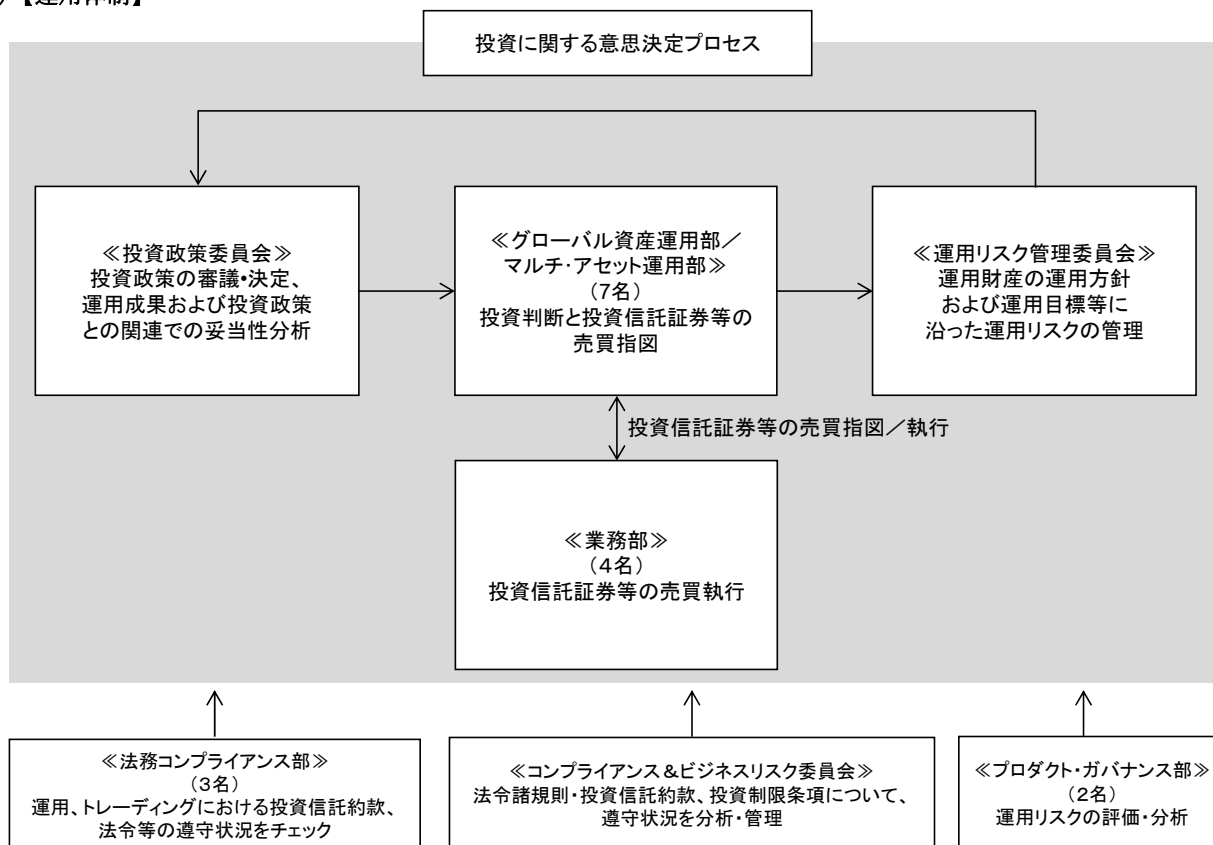 【運用体制】
投資に関する意思決定プロセス
≪投資政策委員会≫
投資政策の審議・決定、
運用成果および投資政策
との関連での妥当性分析
≪グローバル資産運用部／
マルチ・アセット運用部≫
（7名）
投資判断と投資信託証券等の
売買指図
≪運用リスク管理委員会≫
運用財産の運用方針
および運用目標等に
沿った運用リスクの管理
投資信託証券等の売買指図／執行
≪業務部≫
（4名）
投資信託証券等の売買執行
≪法務コンプライアンス部≫
（3名）
運用、トレーディングにおける投資信託約款、
法令等の遵守状況をチェック
≪コンプライアンス＆ビジネスリスク委員会≫
法令諸規則・投資信託約款、投資制限条項について、
遵守状況を分析・管理
≪プロダクト・ガバナンス部≫
（2名）
運用リスクの評価・分析